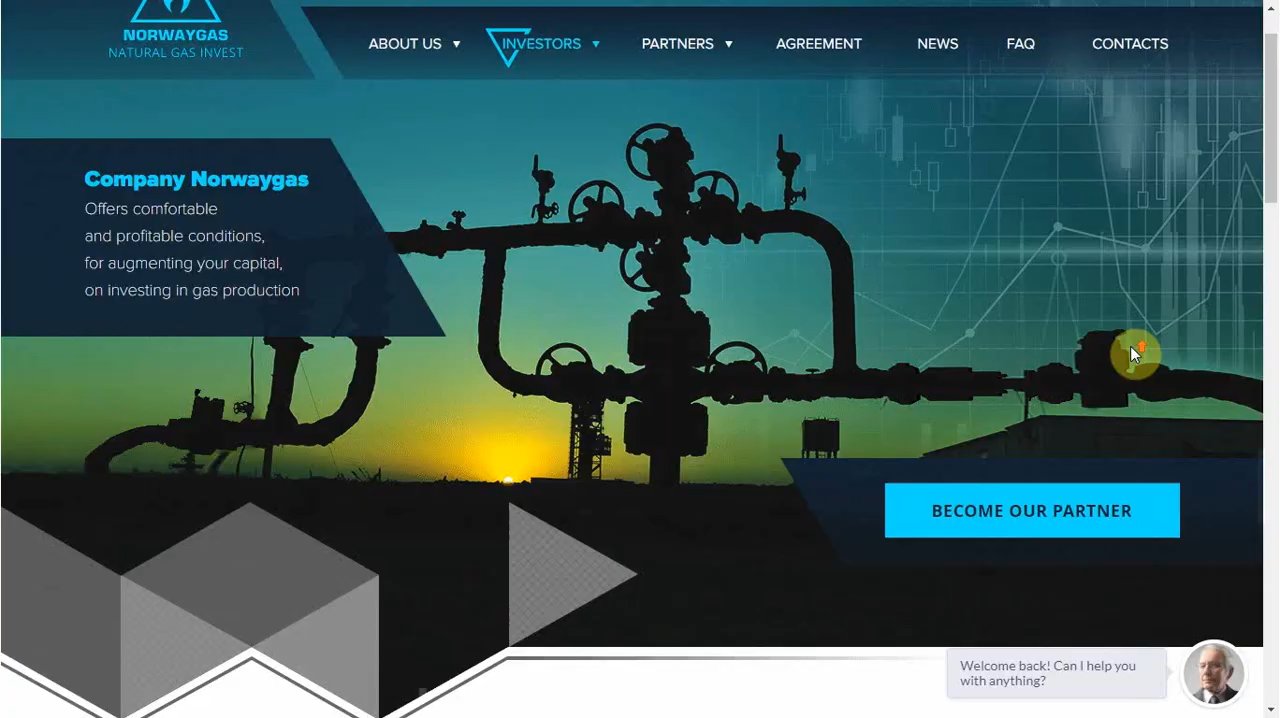 NORWAYGAS
NATURAL GAS INVEST
ABOUT US ▼
INVESTORS ▼
PARTNERS ▼
AGREEMENT
NEWS
FAQ
CONTACTS
Company Norwaygas
Offers comfortable
and profitable conditions,
for augmenting your capital,
on investing in gas production
BECOME OUR PARTNER
Welcome back! Can I help you
with anything?